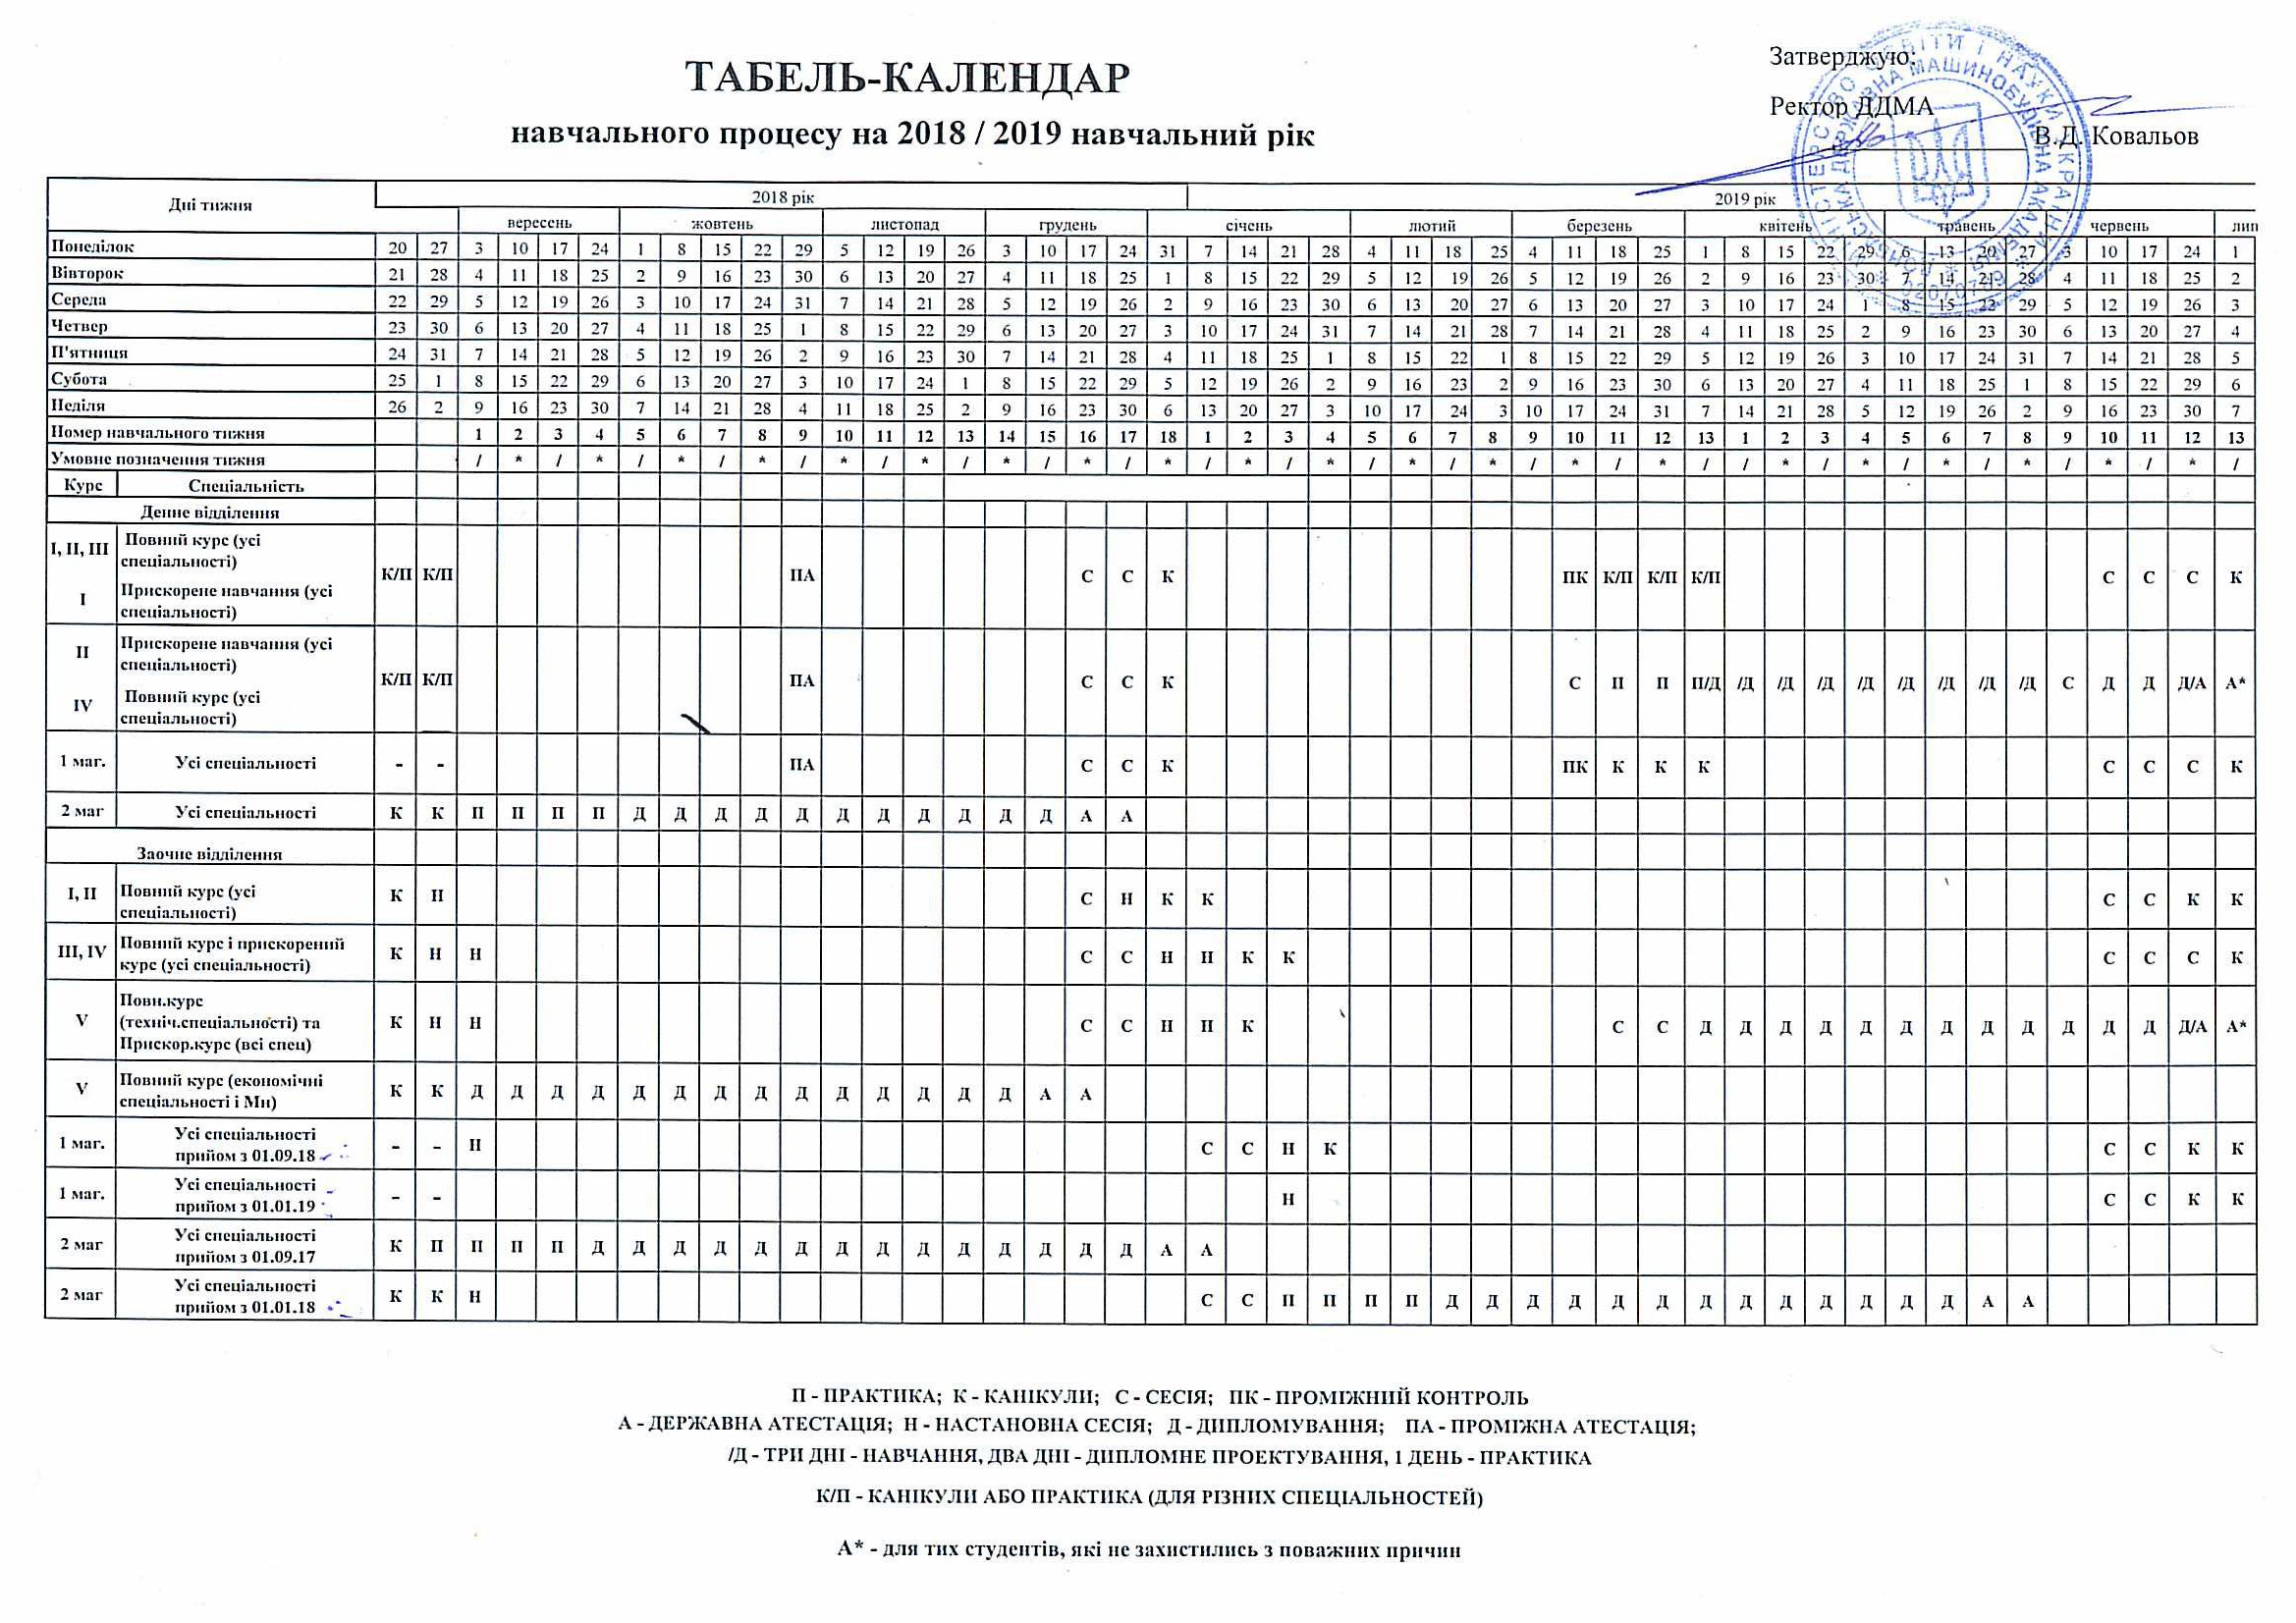 Затверджую:
ТАБЕЛЬ-КАЛЕНДАР
Ректор ДДМА
навчального процесу на 2018 / 2019 навчальний рік
В.Д. Ковальов
Дні тижня 2018 рік 2019 рік
вересень жовтень листопад грудень січень лютий березень квітень травень червень лип
Понеділок 20 27 3 10 17 24 1 8 15 22 29 5 12 19 26 3 10 17 24 31 7 14 21 28 4 11 18 25 4 11 18 25 1 8 15 22 29 6 13 20 27 3 10 17 24 1
Вівторок 21 28 4 11 18 25 2 9 16 23 30 6 13 20 27 4 11 18 25 1 8 15 22 29 5 12 19 26 5 12 19 26 2 9 16 23 30 7 14 21 28 4 11 18 25 2
Середа 22 29 5 12 19 26 3 10 17 24 31 7 14 21 28 5 12 19 26 2 9 16 23 30 6 13 20 27 6 13 20 27 3 10 17 24 1 8 15 22 29 5 12 19 26 3
Четвер 23 30 6 13 20 27 4 11 18 25 1 8 15 22 29 6 13 20 27 3 10 17 24 31 7 14 21 28 7 14 21 28 4 11 18 25 2 9 16 23 30 6 13 20 27 4
П'ятниця 24 31 7 14 21 28 5 12 19 26 2 9 16 23 30 7 14 21 28 4 11 18 25 1 8 15 22 1 8 15 22 29 5 12 19 26 3 10 17 24 31 7 14 21 28 5
Субота 25 1 8 15 22 29 6 13 20 27 3 10 17 24 1 8 15 22 29 5 12 19 26 2 9 16 23 2 9 16 23 30 6 13 20 27 4 11 18 25 1 8 15 22 29 6
Неділя 26 2 9 16 23 30 7 14 21 28 4 11 18 25 2 9 16 23 30 6 13 20 27 3 10 17 24 3 10 17 24 31 7 14 21 28 5 12 19 26 2 9 16 23 30 7
Номер навчального тижня 1 2 3 4 5 6 7 8 9 10 11 12 13 14 15 16 17 18 1 2 3 4 5 6 7 8 9 10 11 12 13 1 2 3 4 5 6 7 8 9 10 11 12 13
Умовне позначення тижня / * / * / * / * / * / * / * / * / * / * / * / * / * / * / * / / * / * / * / * / * / * /
Курс Спеціальність
Денне відділення
I, II, III Повний курс (усі
спеціальності)
К/П К/П ПА С С К ПК К/П К/П К/П С С С К
I Прискорене навчання (усі
спеціальності)
II Прискорене навчання (усі
спеціальності)
К/П К/П ПА С С К С П П П/Д /Д /Д /Д /Д /Д /Д /Д /Д С Д Д Д/А А*
IV Повний курс (усі
спеціальності)
1 маг. Усі спеціальності - - ПА С С К ПК К К К С С С К
2 маг Усі спеціальності К К П П П П Д Д Д Д Д Д Д Д Д Д Д А А
Заочне відділення
I, II Повний курс (усі
спеціальності) К Н С Н К К С С К К
III, IV Повний курс і прискорений
курс (усі спеціальності) К Н Н С С Н Н К К С С С К
V Повн.курс
(техніч.спеціальності) та
Прискор.курс (всі спец) К Н Н С С Н Н К С С Д Д Д Д Д Д Д Д Д Д Д Д Д/А А*
V Повний курс (економічні
спеціальності і Мн) К К Д Д Д Д Д Д Д Д Д Д Д Д Д Д А А
1 маг. Усі спеціальності
прийом з 01.09.18 - - Н С С Н К С С К К
1 маг. Усі спеціальності
прийом з 01.01.19 - - Н С С К К
2 маг Усі спеціальності
прийом з 01.09.17 К П П П П Д Д Д Д Д Д Д Д Д Д Д Д Д Д А А
2 маг Усі спеціальності
прийом з 01.01.18 К К Н С С П П П П Д Д Д Д Д Д Д Д Д Д Д Д Д А А
П - ПРАКТИКА; К - КАНІКУЛИ; С - СЕСІЯ; ПК - ПРОМІЖНИЙ КОНТРОЛЬ
А - ДЕРЖАВНА АТЕСТАЦІЯ; Н - НАСТАНОВНА СЕСІЯ; Д - ДИПЛОМУВАННЯ; ПА - ПРОМІЖНА АТЕСТАЦІЯ;
/Д - ТРИ ДНІ - НАВЧАННЯ, ДВА ДНІ - ДИПЛОМНЕ ПРОЕКТУВАННЯ, 1 ДЕНЬ - ПРАКТИКА
К/П - КАНІКУЛИ АБО ПРАКТИКА (ДЛЯ РІЗНИХ СПЕЦІАЛЬНОСТЕЙ)
А* - для тих студентів, які не захистились з поважних причин